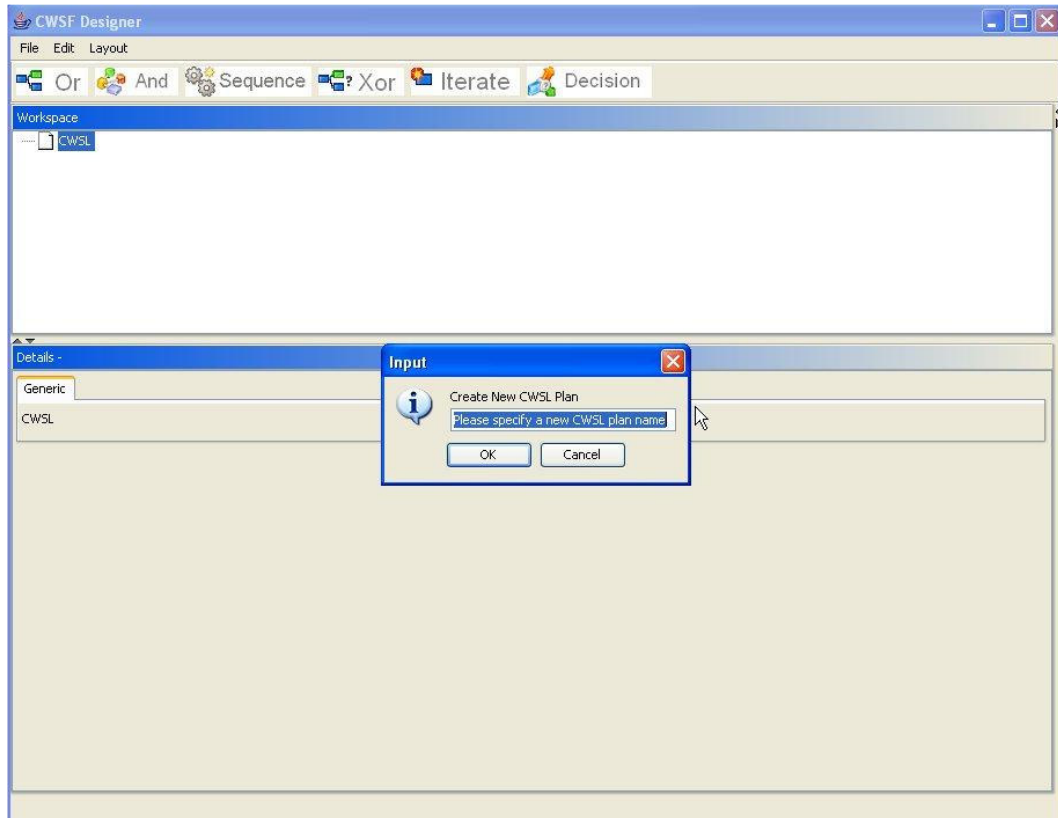 CWSF Designer
File Edit Layout
Or And Sequence ? Xor Iterate Decision
Workspace
CWSL
Details -
Generic
CWSL
Input
Create New CWSL Plan
Please specify a new CWSL plan name
OK Cancel